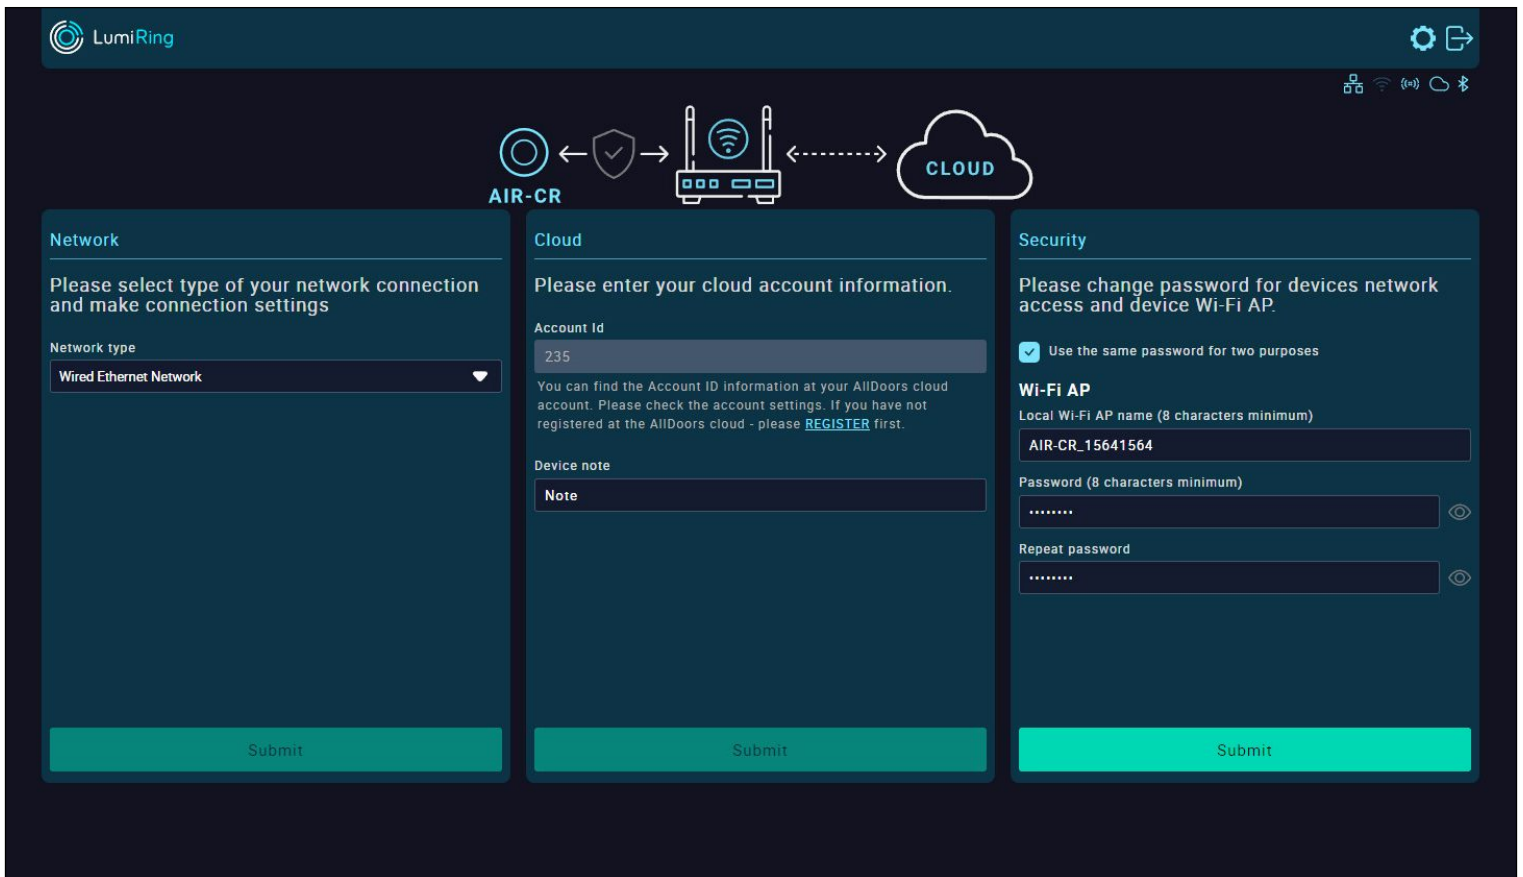 LumiRing
CLOUD
AIR-CR
Network
Please select type of your network connection
and make connection settings
Network type
Wired Ethernet Network
Submit
Cloud
Please enter your cloud account information.
Account Id
235
You can find the Account ID information at your AllDoors cloud
account. Please check the account settings. If you have not
registered at the AllDoors cloud - please REGISTER first.
Device note
Note
Submit
Security
Please change password for devices network
access and device Wi-Fi AP.
Use the same password for two purposes
Wi-Fi AP
Local Wi-Fi AP name (8 characters minimum)
AIR-CR_15641564
Password (8 characters minimum)
••••••••
Repeat password
••••••••
Submit